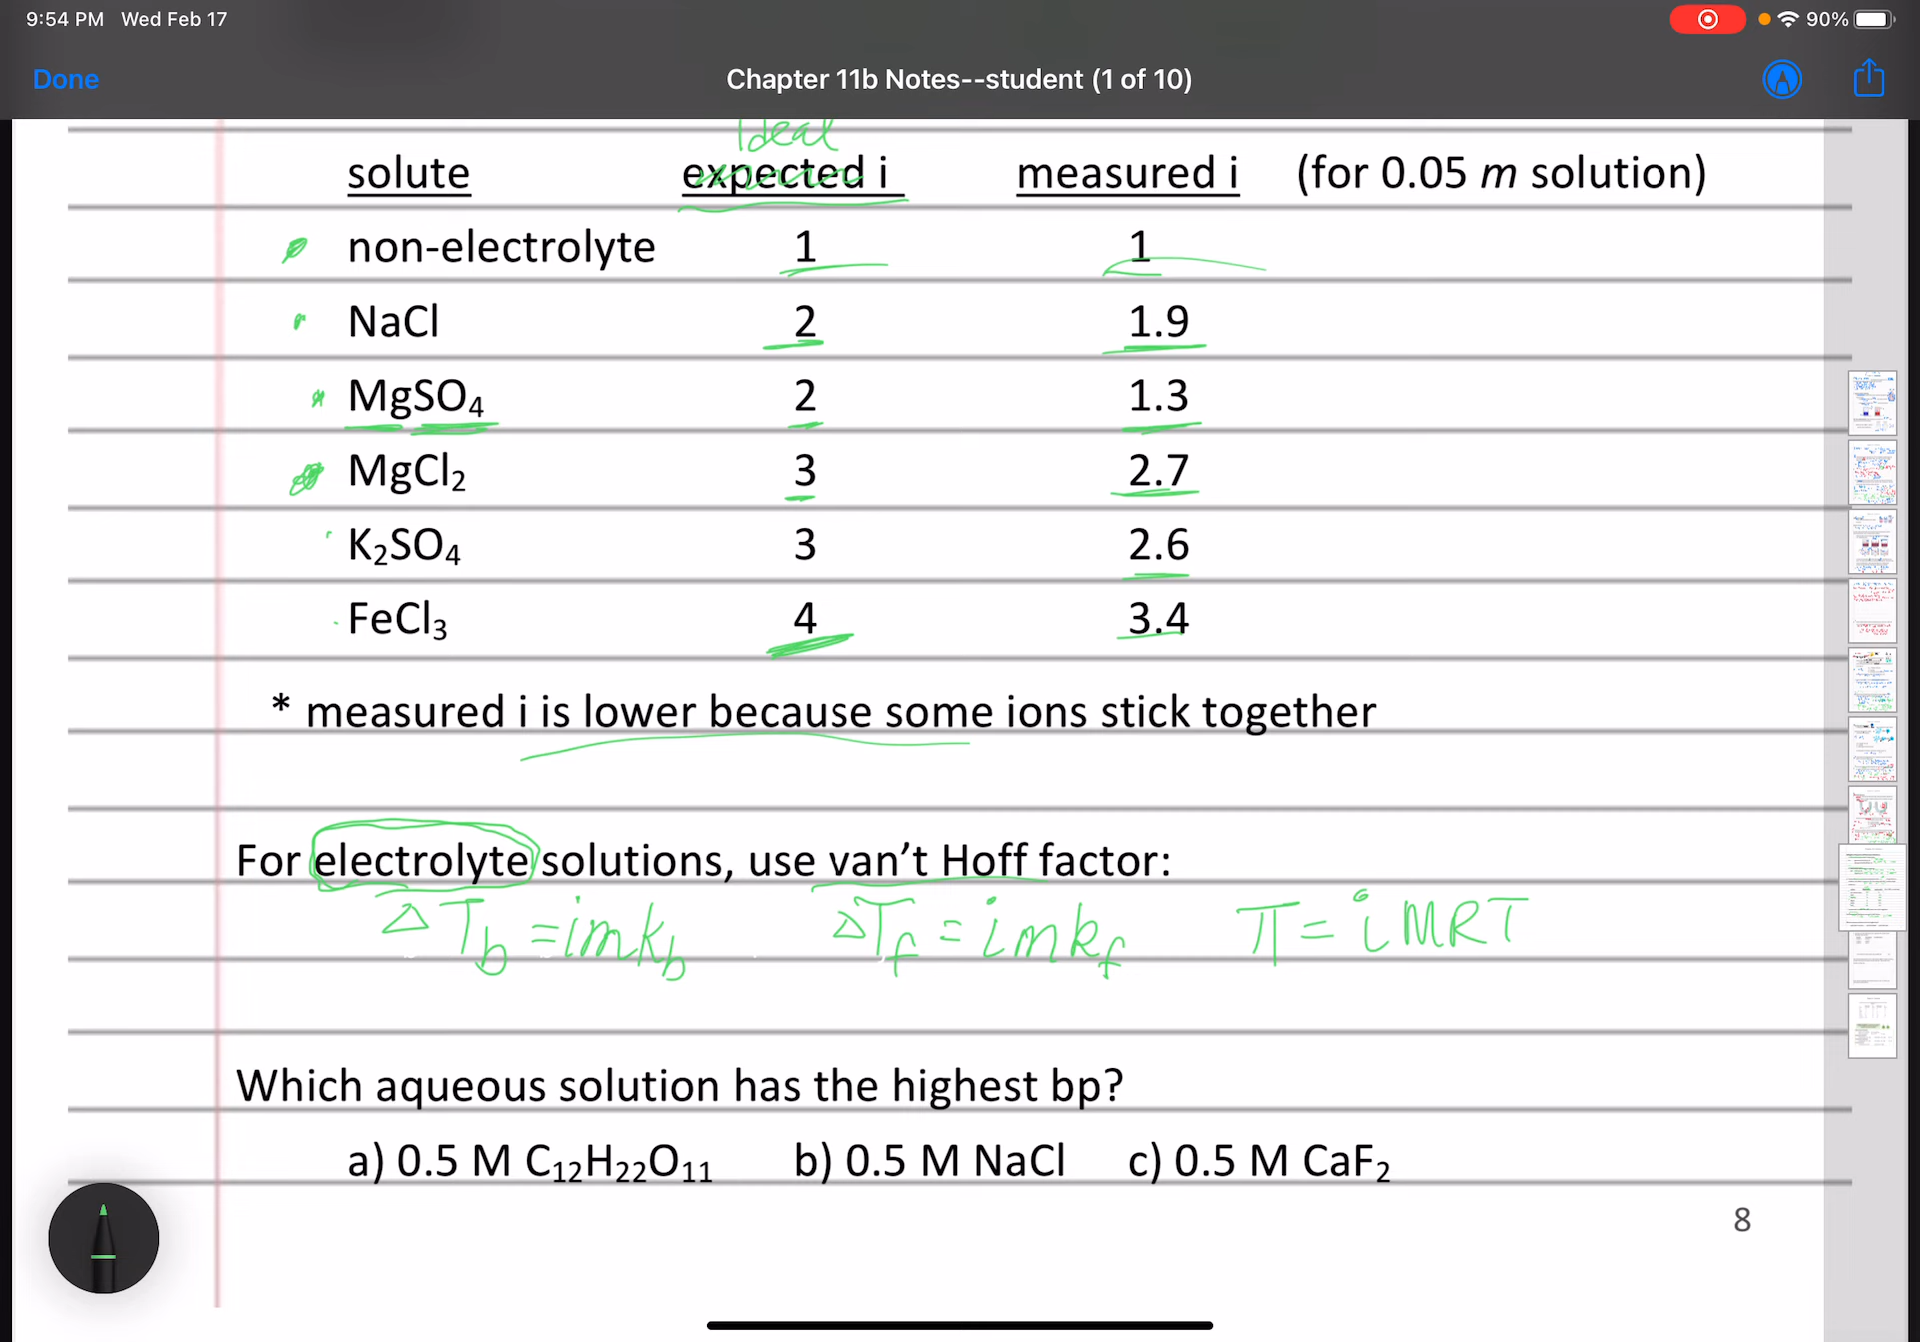 9:54 PM Wed Feb 17
90%
Done
Chapter 11b Notes--student (1 of 10)
Ideal
solute expected i measured i (for 0.05 m solution)
non-electrolyte 1 1
NaCl 2 1.9
MgSO₄ 2 1.3
MgCl₂ 3 2.7
K₂SO₄ 3 2.6
FeCl₃ 4 3.4
* measured i is lower because some ions stick together
For electrolyte solutions, use van’t Hoff factor:
ΔT_b = imk_b ΔT_f = imk_f π = iMRT
Which aqueous solution has the highest bp?
a) 0.5 M C₁₂H₂₂O₁₁ b) 0.5 M NaCl c) 0.5 M CaF₂
8